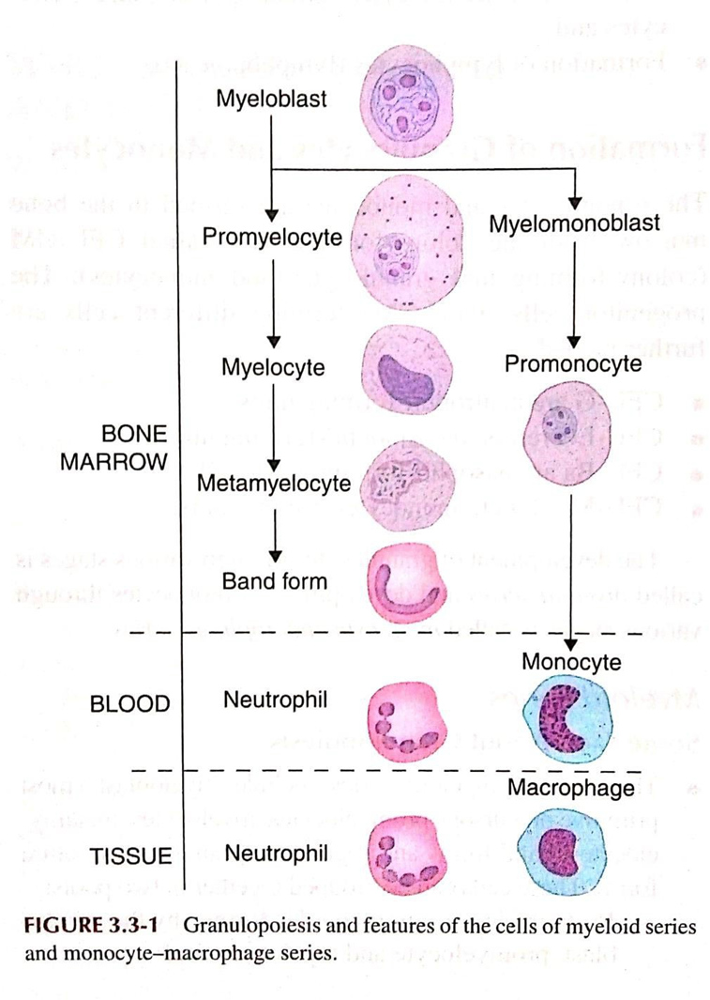 Myeloblast
Promyelocyte
Myelomonoblast
Myelocyte
Promonocyte
BONE
MARROW
Metamyelocyte
Band form
Monocyte
BLOOD
Neutrophil
Macrophage
TISSUE
Neutrophil
FIGURE 3.3-1 Granulopoiesis and features of the cells of myeloid series
and monocyte–macrophage series.